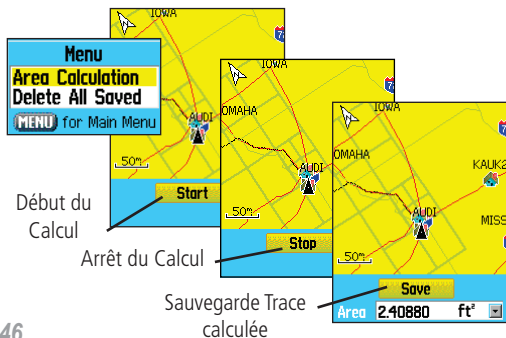 IOWA
Menu
Area Calculation
Delete All Saved
MENU for Main Menu
AUDI
50m
Start
IOWA
OMAHA
AUDI
50m
Stop
IOWA
OMAHA
KAUK2
AUDI
MISS
50m
Save
Area 2.40880 ft²
Début du
Calcul
Arrêt du Calcul
Sauvegarde Trace
calculée
46